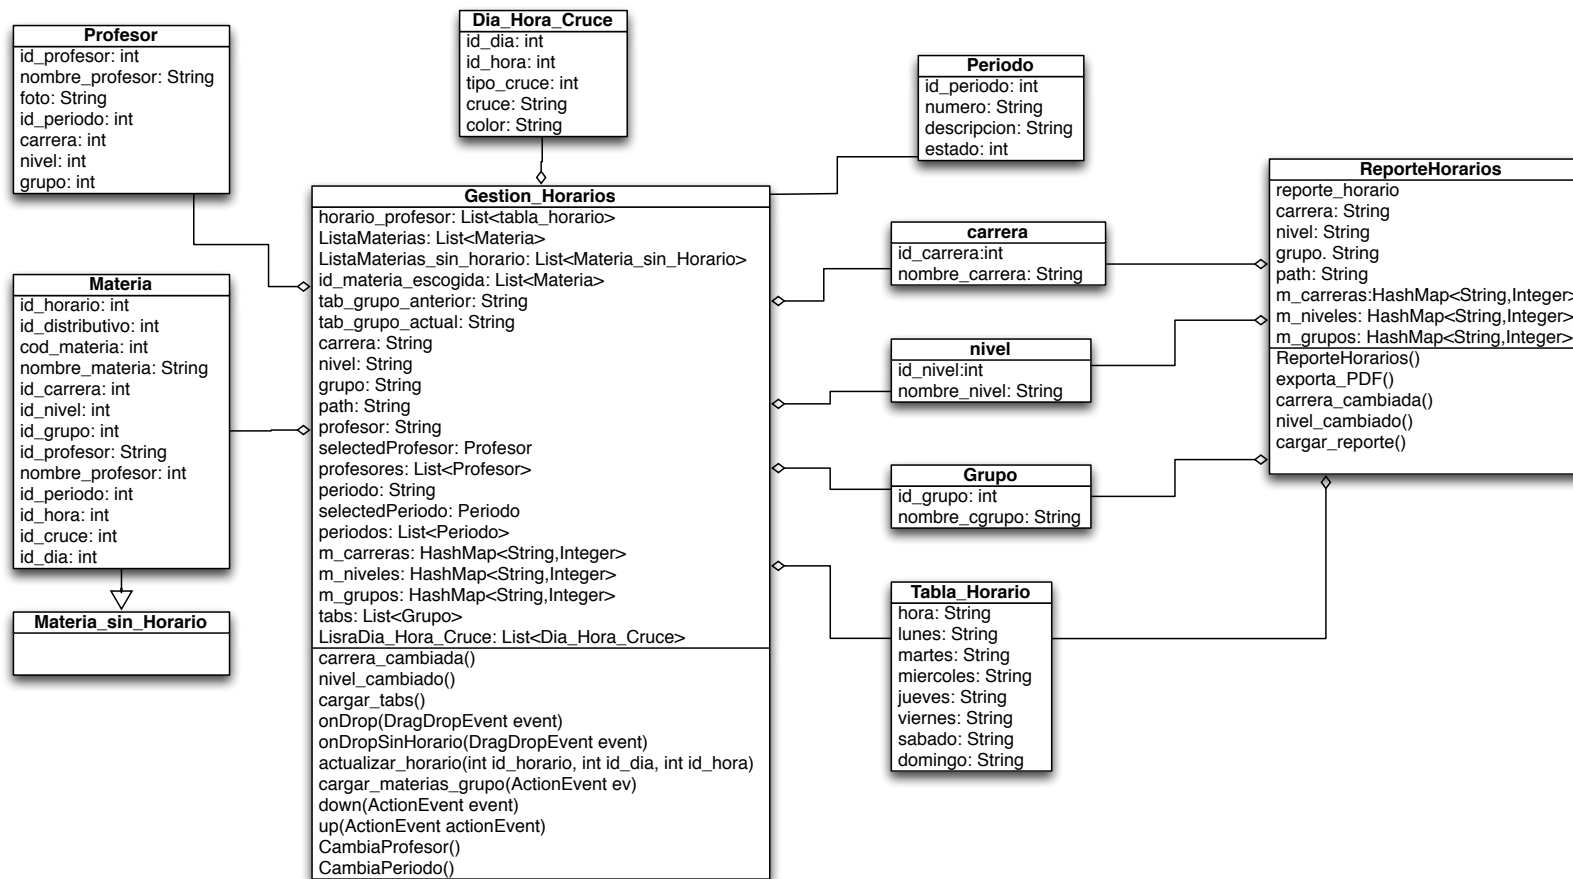 Profesor
id_profesor: int
nombre_profesor: String
foto: String
id_periodo: int
carrera: int
nivel: int
grupo: int
Dia_Hora_Cruce
id_dia: int
id_hora: int
tipo_cruce: int
cruce: String
color: String
Periodo
id_periodo: int
numero: String
descripcion: String
estado: int
Materia
id_horario: int
id_distributivo: int
cod_materia: int
nombre_materia: String
id_carrera: int
id_nivel: int
id_grupo: int
id_profesor: String
nombre_profesor: int
id_periodo: int
id_hora: int
id_cruce: int
id_dia: int
Materia_sin_Horario
Gestion_Horarios
horario_profesor: List<tabla_horario>
ListaMaterias: List<Materia>
ListaMaterias_sin_horario: List<Materia_sin_Horario>
id_materia_escogida: List<Materia>
tab_grupo_anterior: String
tab_grupo_actual: String
carrera: String
nivel: String
grupo: String
path: String
profesor: String
selectedProfesor: Profesor
profesores: List<Profesor>
periodo: String
selectedPeriodo: Periodo
periodos: List<Periodo>
m_carreras: HashMap<String,Integer>
m_niveles: HashMap<String,Integer>
m_grupos: HashMap<String,Integer>
tabs: List<Grupo>
LisraDia_Hora_Cruce: List<Dia_Hora_Cruce>
carrera_cambiada()
nivel_cambiado()
cargar_tabs()
onDrop(DragDropEvent event)
onDropSinHorario(DragDropEvent event)
actualizar_horario(int id_horario, int id_dia, int id_hora)
cargar_materias_grupo(ActionEvent ev)
down(ActionEvent event)
up(ActionEvent actionEvent)
CambiaProfesor()
CambiaPeriodo()
carrera
id_carrera:int
nombre_carrera: String
nivel
id_nivel:int
nombre_nivel: String
Grupo
id_grupo: int
nombre_cgrupo: String
Tabla_Horario
hora: String
lunes: String
martes: String
miercoles: String
jueves: String
viernes: String
sabado: String
domingo: String
ReporteHorarios
reporte_horario
carrera: String
nivel: String
grupo. String
path: String
m_carreras:HashMap<String,Integer>
m_niveles: HashMap<String,Integer>
m_grupos: HashMap<String,Integer>
ReporteHorarios()
exporta_PDF()
carrera_cambiada()
nivel_cambiado()
cargar_reporte()